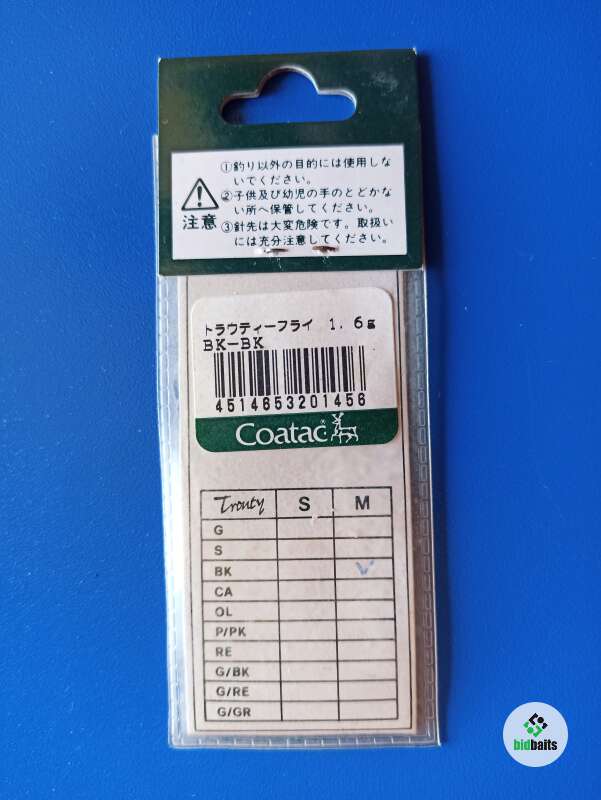 ①釣り以外の目的には使用しな
いでください。
②子供及び幼児の手のとどかな
い所へ保管してください。
③針先は大変危険です。取扱い
には充分注意してください。
注意
トラウティーフライ 1.6g
BK-BK
4514653201456
Coatac®
Trouty S M
G
S
BK
CA
OL
P/PK
RE
G/BK
G/RE
G/GR
bidbaits